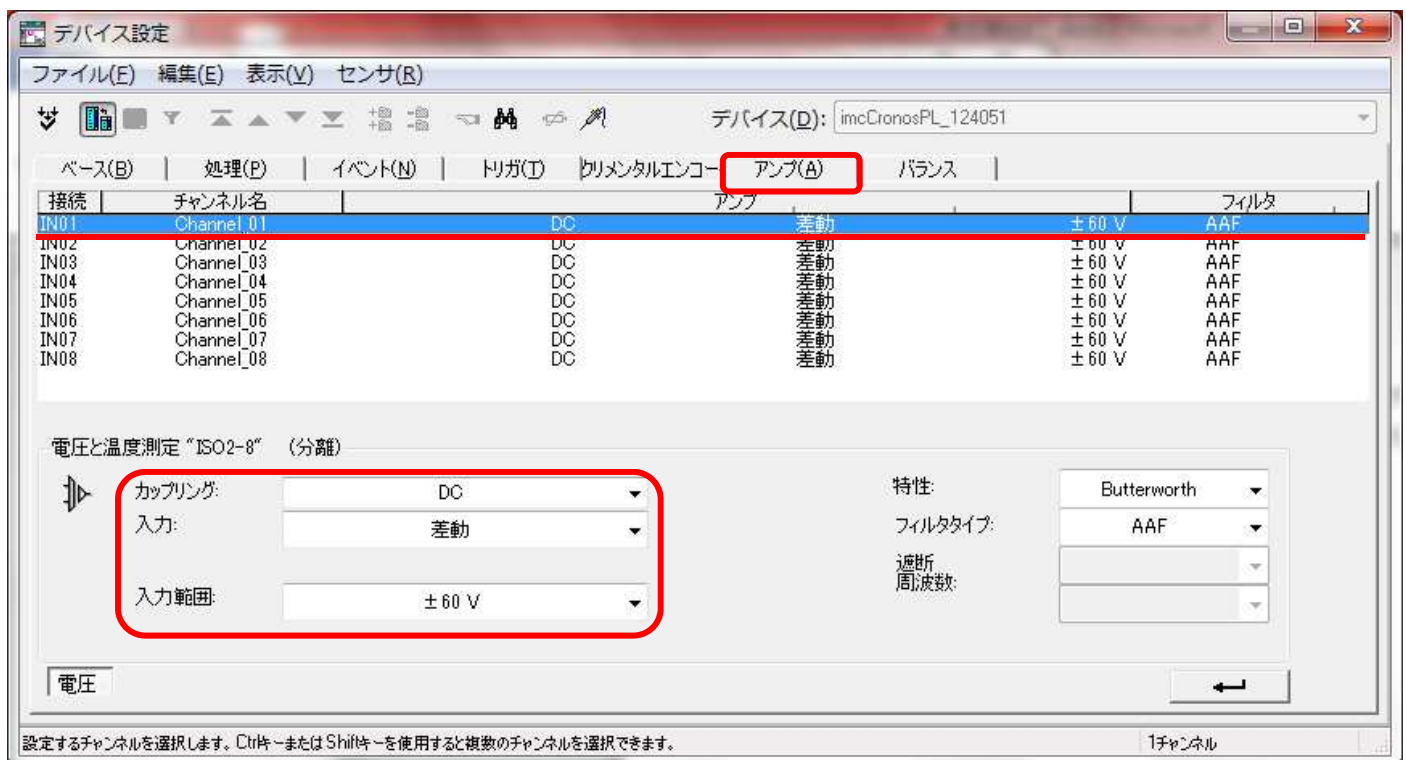 デバイス設定
ファイル(F) 編集(E) 表示(V) センサ(R)
デバイス(D): imcCronosPL_124051
ベース(B) 処理(P) イベント(N) トリガ(T) クリメンタルエンコー アンプ(A) バランス
接続 チャンネル名 アンプ フィルタ
IN01 Channel_01 DC 差動 ±60 V AAF
IN02 Channel_02 DC 差動 ±60 V AAF
IN03 Channel_03 DC 差動 ±60 V AAF
IN04 Channel_04 DC 差動 ±60 V AAF
IN05 Channel_05 DC 差動 ±60 V AAF
IN06 Channel_06 DC 差動 ±60 V AAF
IN07 Channel_07 DC 差動 ±60 V AAF
IN08 Channel_08 DC 差動 ±60 V AAF
電圧と温度測定 "ISO2-8" (分離)
カップリング: DC 特性: Butterworth
入力: 差動 フィルタタイプ: AAF
遮断
周波数:
入力範囲: ±60 V
電圧
設定するチャンネルを選択します。CtrlキーまたはShiftキーを使用すると複数のチャンネルを選択できます。 1チャンネル